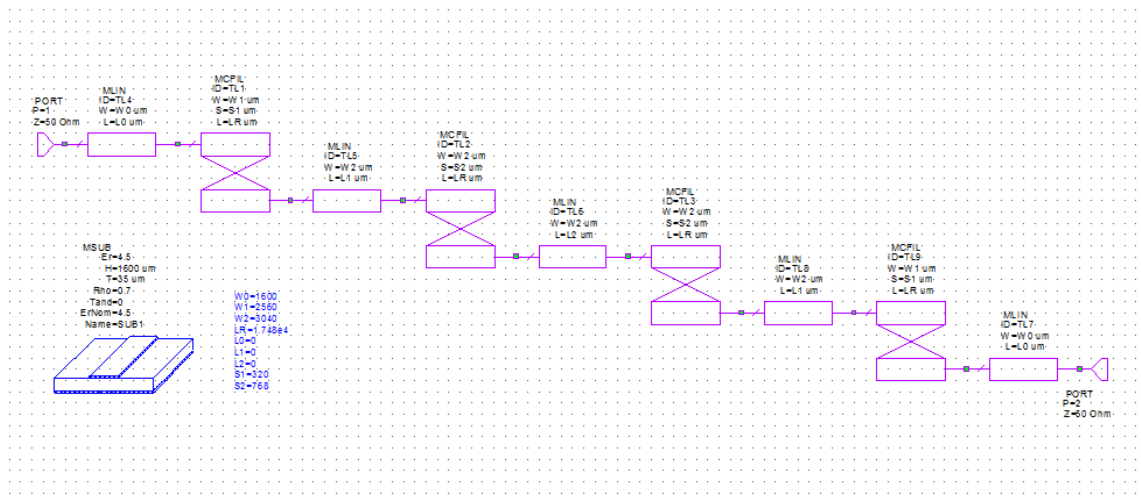 PORT
P=1
Z=50 Ohm
MLIN
ID=TL4
W=W0 um
L=L0 um
MCFIL
ID=TL1
W=W1 um
S=S1 um
L=LR um
MLIN
ID=TL5
W=W2 um
L=L1 um
MCFIL
ID=TL2
W=W2 um
S=S2 um
L=LR um
MLIN
ID=TL6
W=W2 um
L=L2 um
MCFIL
ID=TL3
W=W2 um
S=S2 um
L=LR um
MLIN
ID=TL8
W=W2 um
L=L1 um
MCFIL
ID=TL9
W=W1 um
S=S1 um
L=LR um
MLIN
ID=TL7
W=W0 um
L=L0 um
PORT
P=2
Z=50 Ohm
MSUB
Er=4.5
H=1600 um
T=35 um
Rho=0.7
Tand=0
ErNom=4.5
Name=SUB1
W0=1600
W1=2560
W2=3040
LR=1.748e4
L0=0
L1=0
L2=0
S1=320
S2=768